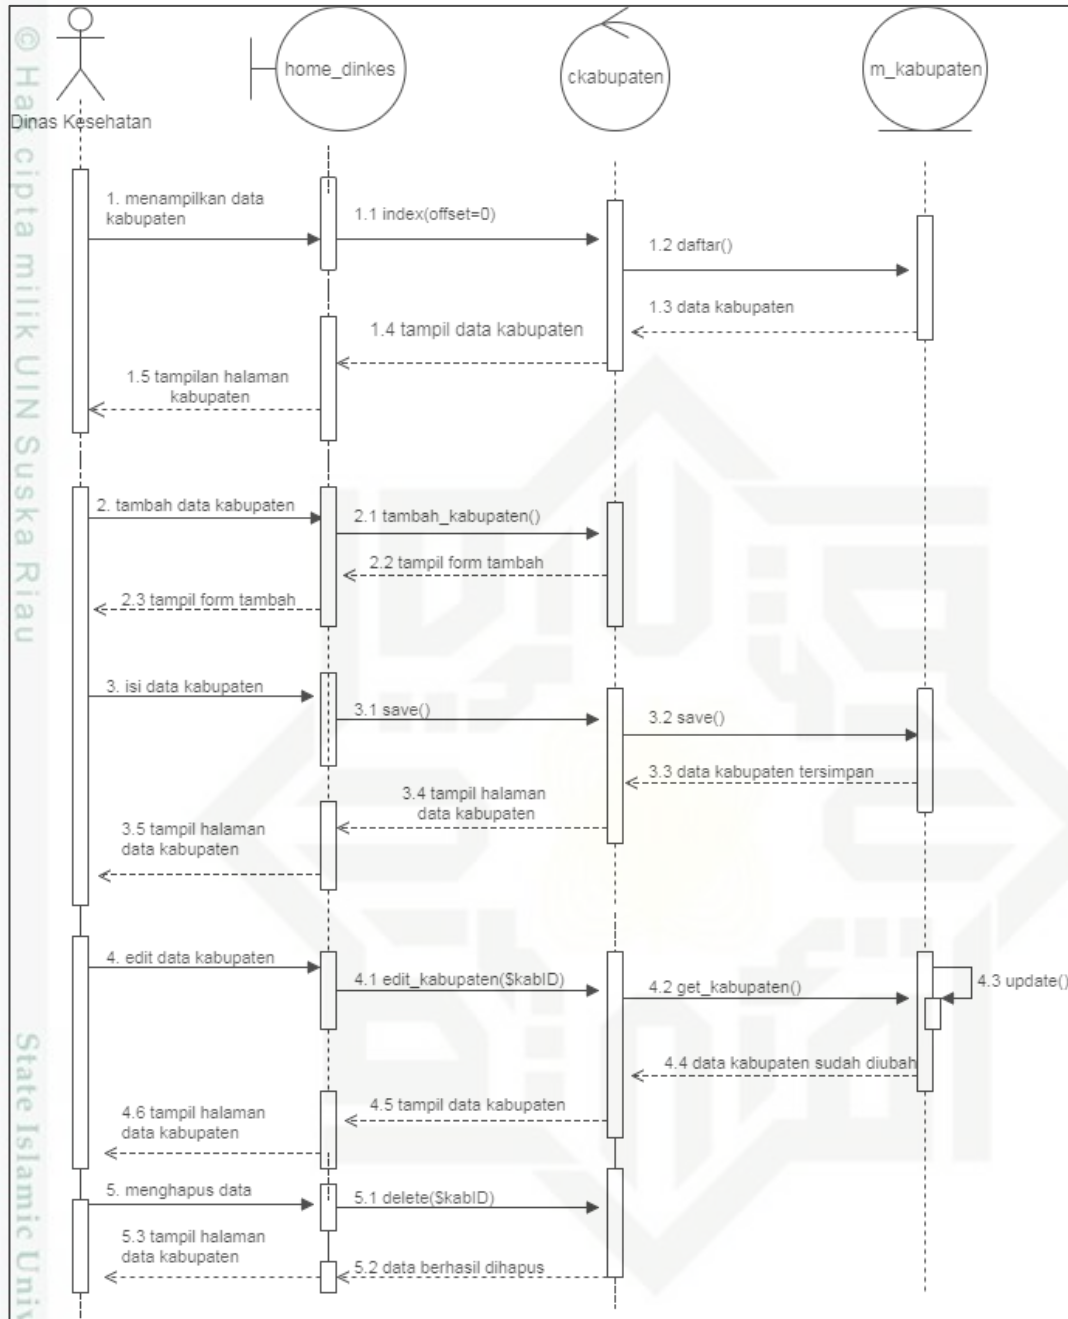 © Hak cipta milik UIN Suska Riau
State Islamic Univ
home_dinkes
ckabupaten
m_kabupaten
Dinas Kesehatan
1. menampilkan data
kabupaten
1.1 index(offset=0)
1.2 daftar()
1.3 data kabupaten
1.4 tampil data kabupaten
1.5 tampilan halaman
kabupaten
2. tambah data kabupaten
2.1 tambah_kabupaten()
2.2 tampil form tambah
2.3 tampil form tambah
3. isi data kabupaten
3.1 save()
3.2 save()
3.3 data kabupaten tersimpan
3.4 tampil halaman
data kabupaten
3.5 tampil halaman
data kabupaten
4. edit data kabupaten
4.1 edit_kabupaten($kabID)
4.2 get_kabupaten()
4.3 update()
4.4 data kabupaten sudah diubah
4.5 tampil data kabupaten
4.6 tampil halaman
data kabupaten
5. menghapus data
5.1 delete($kabID)
5.3 tampil halaman
data kabupaten
5.2 data berhasil dihapus